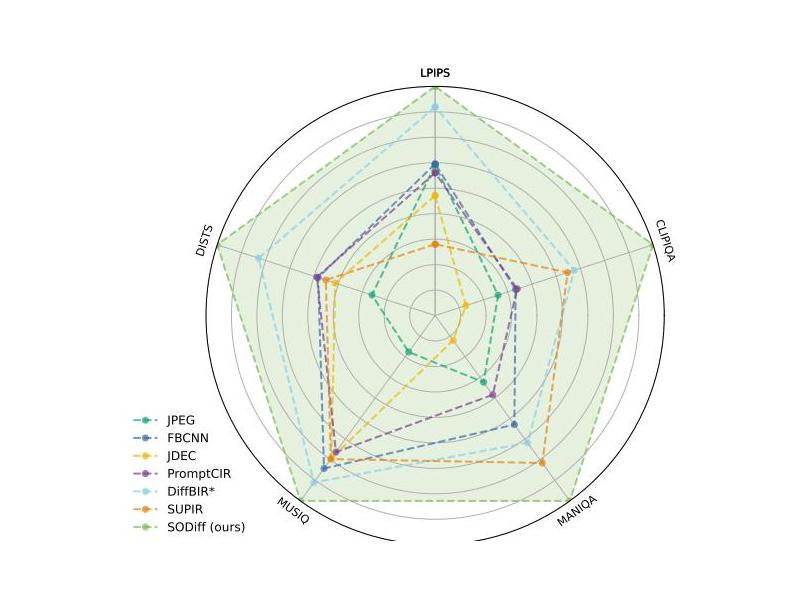 LPIPS
CLIPIQA
DISTS
MUSIQ
MANIQA
JPEG
FBCNN
JDEC
PromptCIR
DiffBIR*
SUPIR
SODiff (ours)